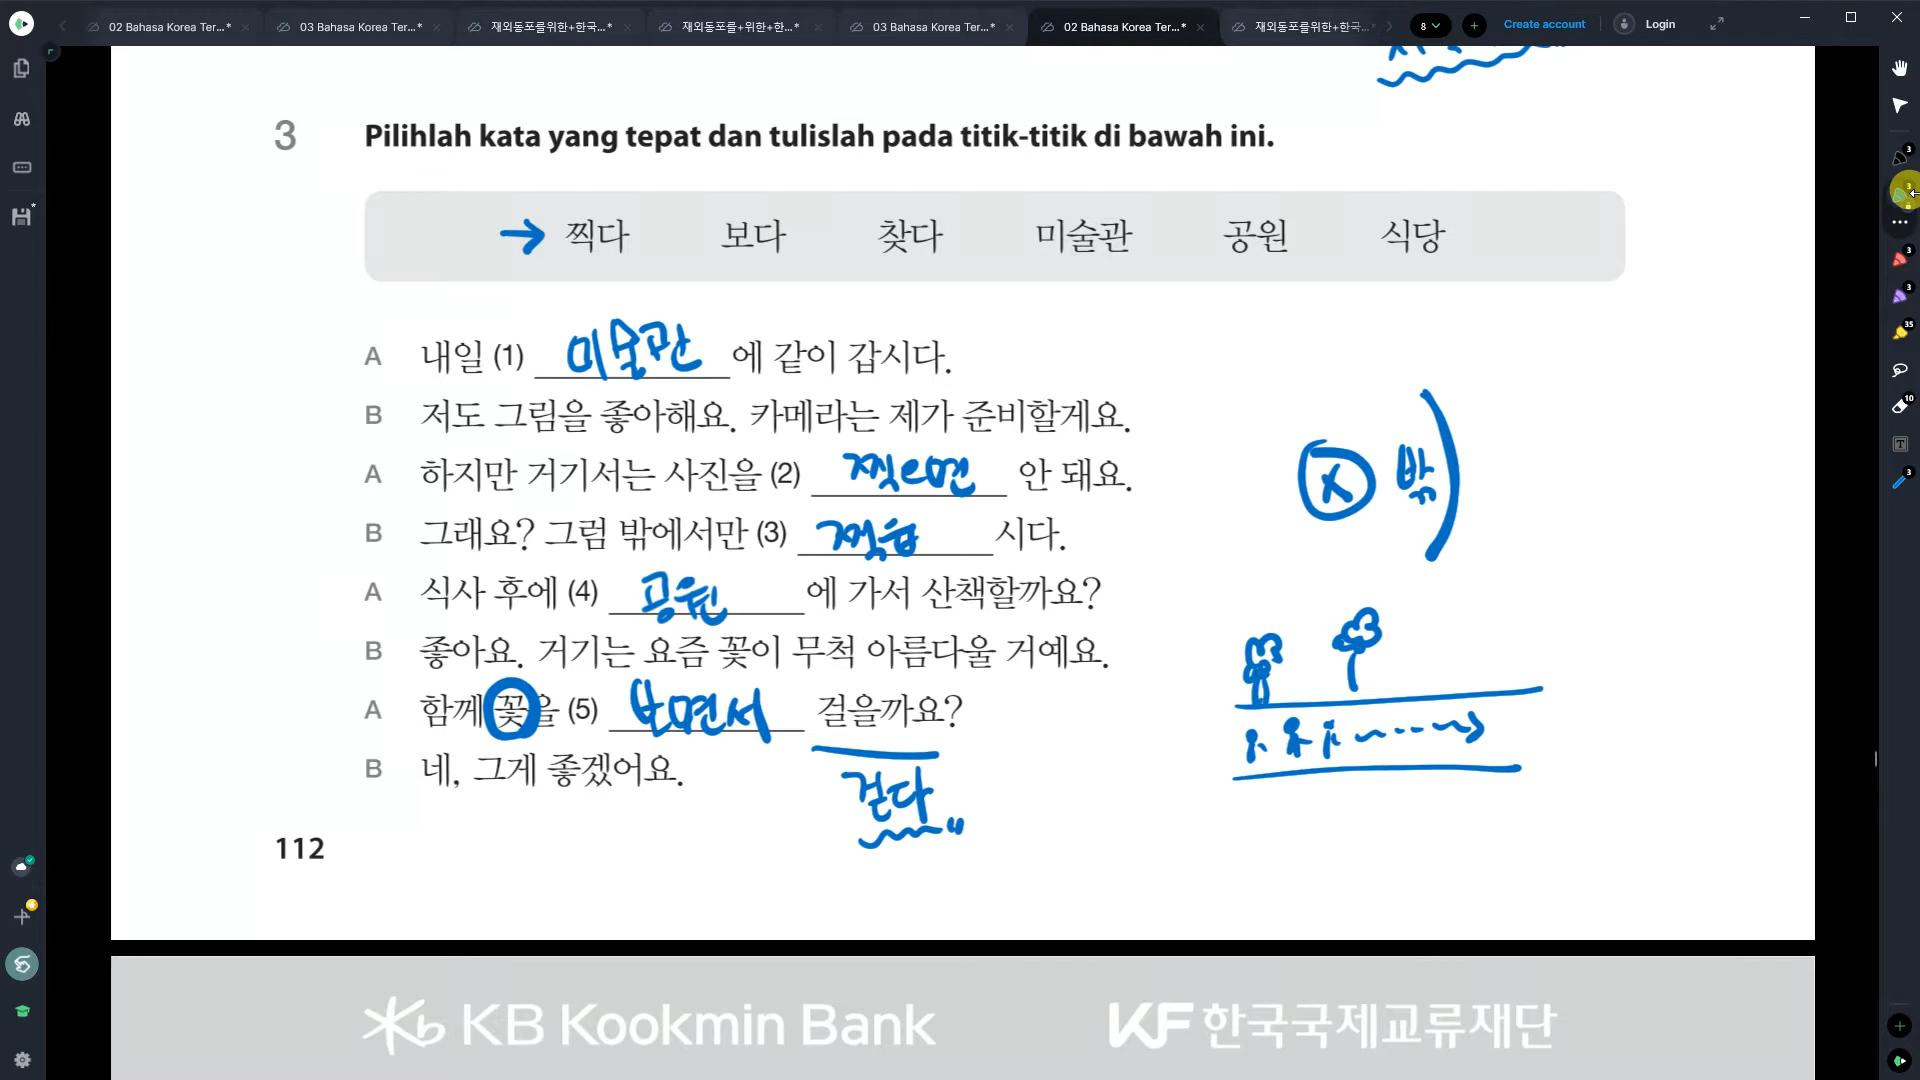 02 Bahasa Korea Ter...*
03 Bahasa Korea Ter...*
재외동포를위한+한국...*
재외동포를+위한+한...*
03 Bahasa Korea Ter...*
02 Bahasa Korea Ter...*
재외동포를위한+한국...*
8
Create account
Login
3 Pilihlah kata yang tepat dan tulislah pada titik-titik di bawah ini.
→ 찍다 보다 찾다 미술관 공원 식당
A 내일 (1) 미술관 에 같이 갑시다.
B 저도 그림을 좋아해요. 카메라는 제가 준비할게요.
A 하지만 거기서는 사진을 (2) 찍으면 안 돼요.
B 그래요? 그럼 밖에서만 (3) 찍읍 시다.
X 밖
A 식사 후에 (4) 공원 에 가서 산책할까요?
B 좋아요. 거기는 요즘 꽃이 무척 아름다울 거예요.
A 함께 꽃을 (5) 보면서 걸을까요?
B 네, 그게 좋겠어요.
걷다
112
KB Kookmin Bank
KF 한국국제교류재단
3
3
3
3
35
10
3